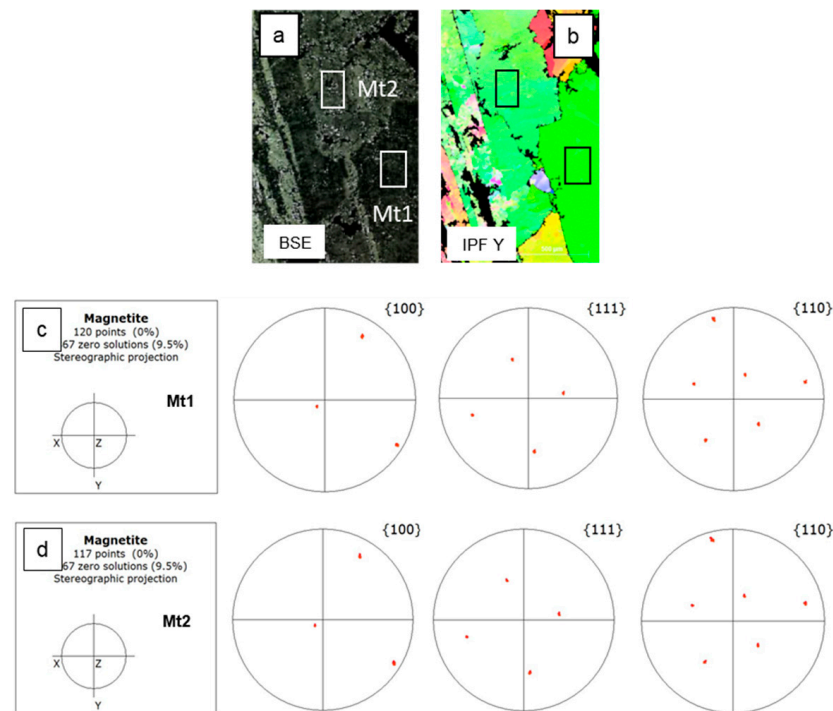 a
Mt2
Mt1
BSE
b
IPF Y
c
Magnetite
120 points (0%)
67 zero solutions (9.5%)
Stereographic projection
Mt1
X
Z
Y
{100}
{111}
{110}
d
Magnetite
117 points (0%)
67 zero solutions (9.5%)
Stereographic projection
Mt2
X
Z
Y
{100}
{111}
{110}